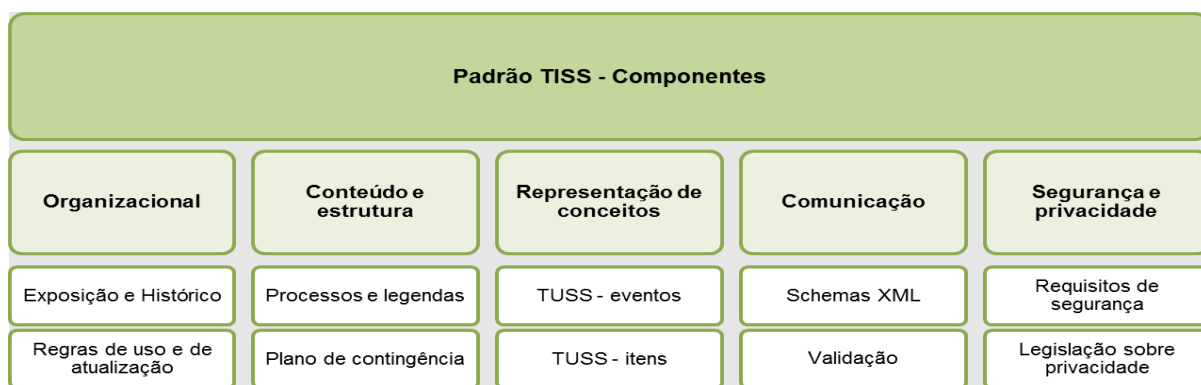 Padrão TISS - Componentes
Organizacional
Conteúdo e
estrutura
Representação de
conceitos
Comunicação
Segurança e
privacidade
Exposição e Histórico
Processos e legendas
TUSS - eventos
Schemas XML
Requisitos de
segurança
Regras de uso e de
atualização
Plano de contingência
TUSS - itens
Validação
Legislação sobre
privacidade